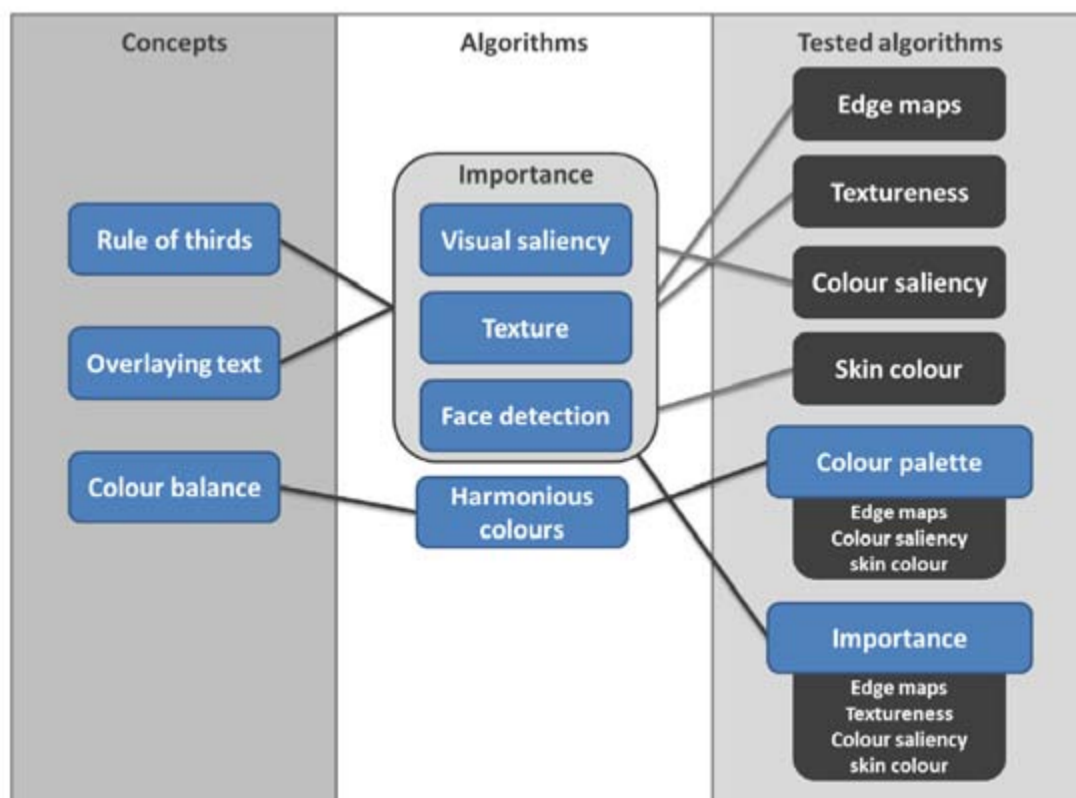 Concepts
Rule of thirds
Overlaying text
Colour balance
Algorithms
Importance
Visual saliency
Texture
Face detection
Harmonious
colours
Tested algorithms
Edge maps
Textureness
Colour saliency
Skin colour
Colour palette
Edge maps
Colour saliency
skin colour
Importance
Edge maps
Textureness
Colour saliency
skin colour